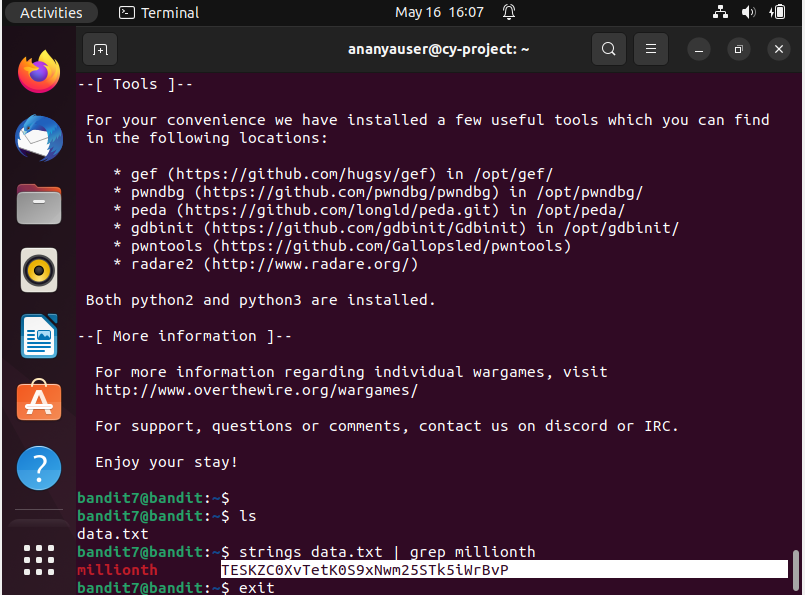 Activities Terminal May 16 16:07
ananyauser@cy-project: ~
--[ Tools ]--
For your convenience we have installed a few useful tools which you can find
in the following locations:
* gef (https://github.com/hugsy/gef) in /opt/gef/
* pwndbg (https://github.com/pwndbg/pwndbg) in /opt/pwndbg/
* peda (https://github.com/longld/peda.git) in /opt/peda/
* gdbinit (https://github.com/gdbinit/Gdbinit) in /opt/gdbinit/
* pwntools (https://github.com/Gallopsled/pwntools)
* radare2 (http://www.radare.org/)
Both python2 and python3 are installed.
--[ More information ]--
For more information regarding individual wargames, visit
http://www.overthewire.org/wargames/
For support, questions or comments, contact us on discord or IRC.
Enjoy your stay!
bandit7@bandit:~$
bandit7@bandit:~$ ls
data.txt
bandit7@bandit:~$ strings data.txt | grep millionth
millionth TESKZC0XvTetK0S9xNwm25STk5iWrBvP
bandit7@bandit:~$ exit